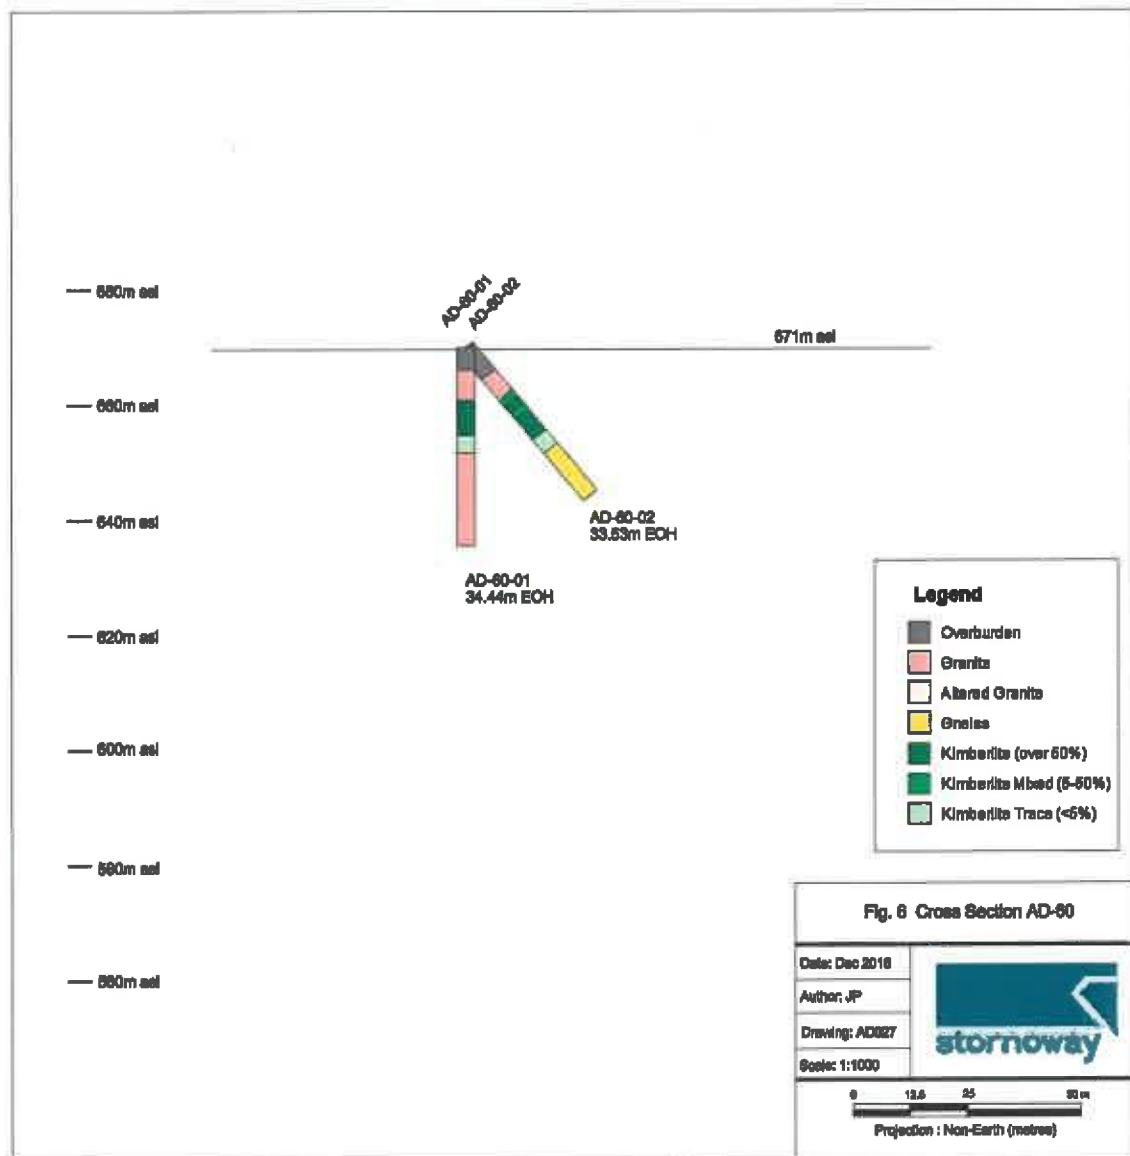 AD-60-01
AD-60-02
680m asl
671m asl
660m asl
640m asl
AD-60-02
33.53m EOH
AD-60-01
34.44m EOH
620m asl
600m asl
580m asl
560m asl
Legend
Overburden
Granite
Altered Granite
Gneiss
Kimberlite (over 50%)
Kimberlite Mixed (5-50%)
Kimberlite Trace (<5%)
Fig. 6 Cross Section AD-60
Date: Dec
Author: JP
Drawing:
Scale: 1:1000
stornoway
0 12.5 25 50 m
Projection : Non-Earth (metres)